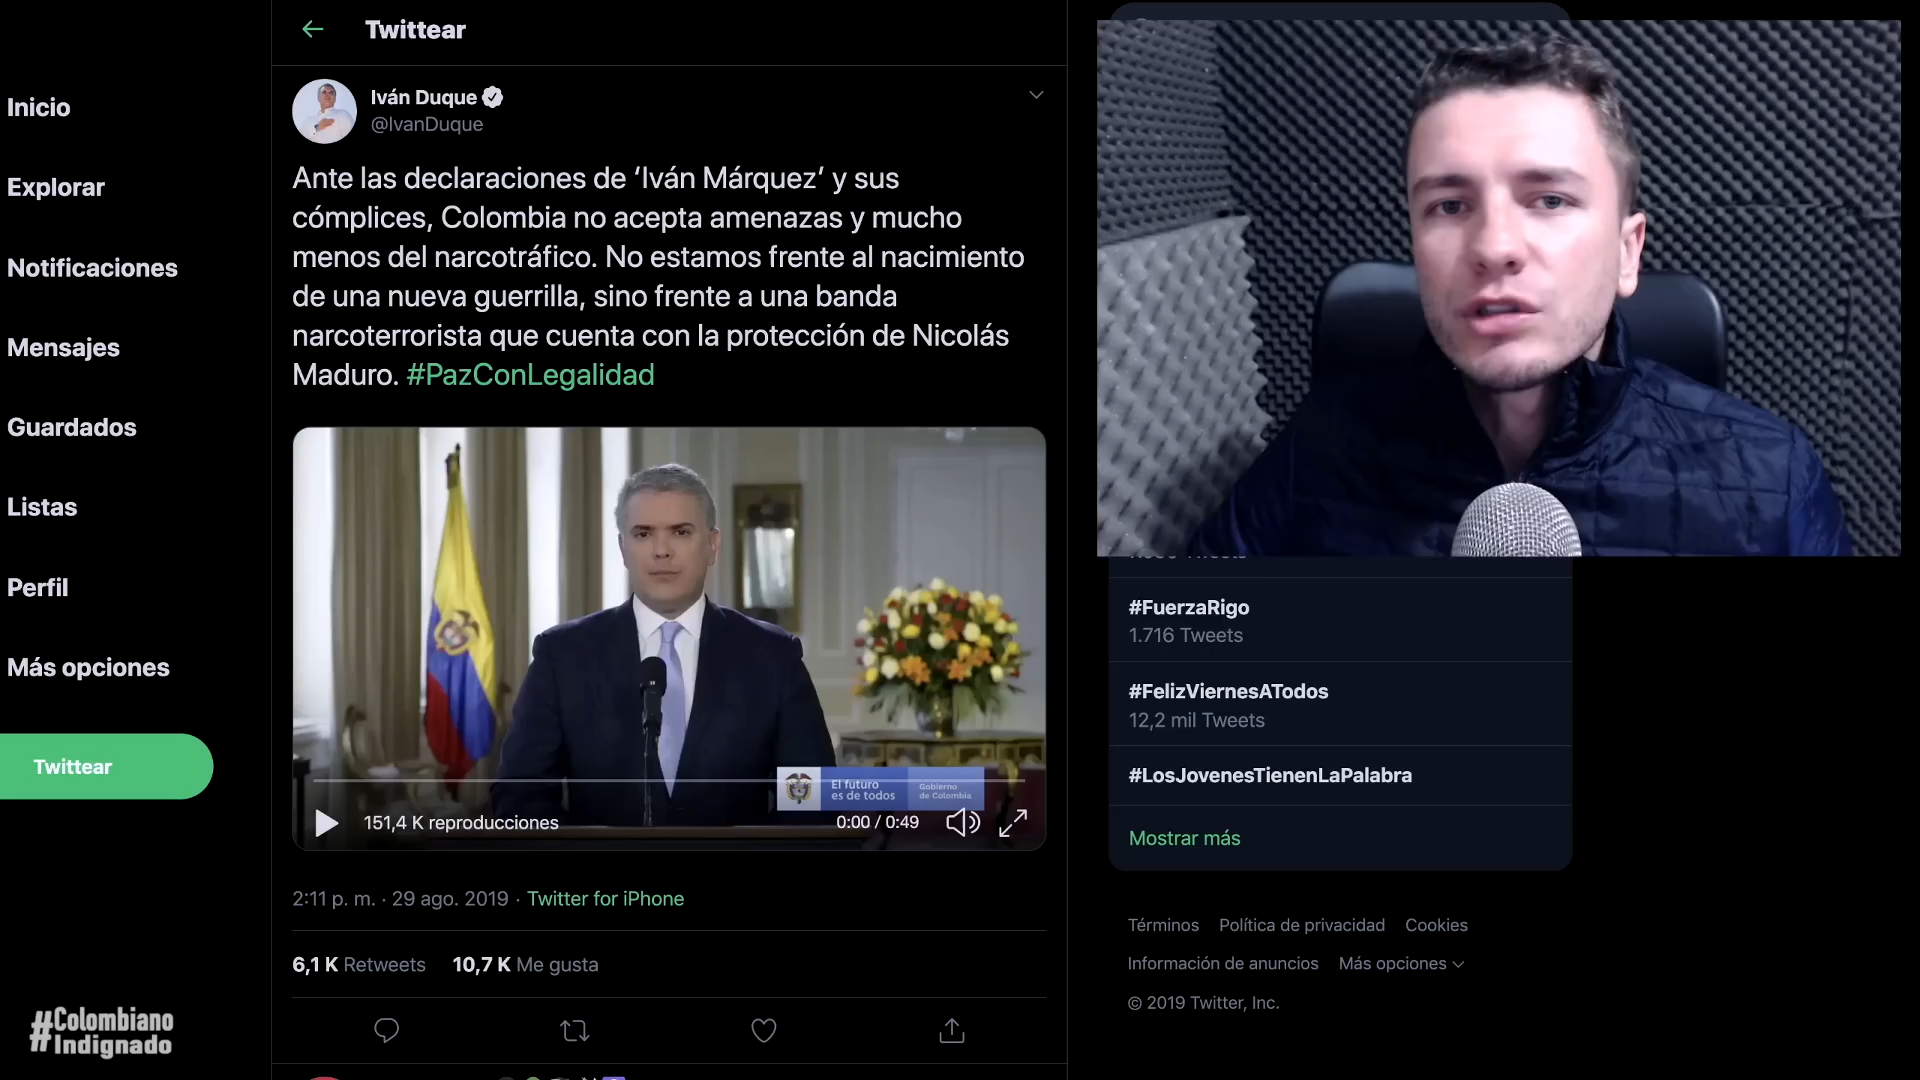 Inicio
Explorar
Notificaciones
Mensajes
Guardados
Listas
Perfil
Más opciones
Twittear
#Colombiano
Indignado
Twittear
Iván Duque
@IvanDuque
Ante las declaraciones de ‘Iván Márquez’ y sus
cómplices, Colombia no acepta amenazas y mucho
menos del narcotráfico. No estamos frente al nacimiento
de una nueva guerrilla, sino frente a una banda
narcoterrorista que cuenta con la protección de Nicolás
Maduro. #PazConLegalidad
El futuro
es de todos
Gobierno
de Colombia
151,4 K reproducciones
0:00 / 0:49
2:11 p. m. · 29 ago. 2019 · Twitter for iPhone
6,1 K Retweets 10,7 K Me gusta
#FuerzaRigo
1.716 Tweets
#FelizViernesATodos
12,2 mil Tweets
#LosJovenesTienenLaPalabra
Mostrar más
Términos Política de privacidad Cookies
Información de anuncios Más opciones
© 2019 Twitter, Inc.